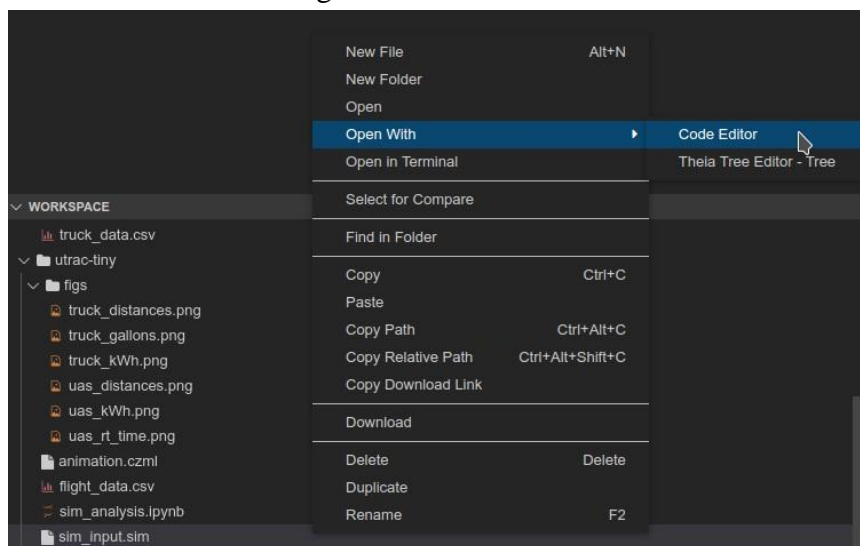 New File Alt+N
New Folder
Open
Open With
Code Editor
Open in Terminal
Theia Tree Editor - Tree
Select for Compare
Find in Folder
Copy Ctrl+C
Paste
Copy Path Ctrl+Alt+C
Copy Relative Path Ctrl+Alt+Shift+C
Copy Download Link
Download
Delete Delete
Duplicate
Rename F2
WORKSPACE
truck_data.csv
utrac-tiny
figs
truck_distances.png
truck_gallons.png
truck_kWh.png
uas_distances.png
uas_kWh.png
uas_rt_time.png
animation.czml
flight_data.csv
sim_analysis.ipynb
sim_input.sim